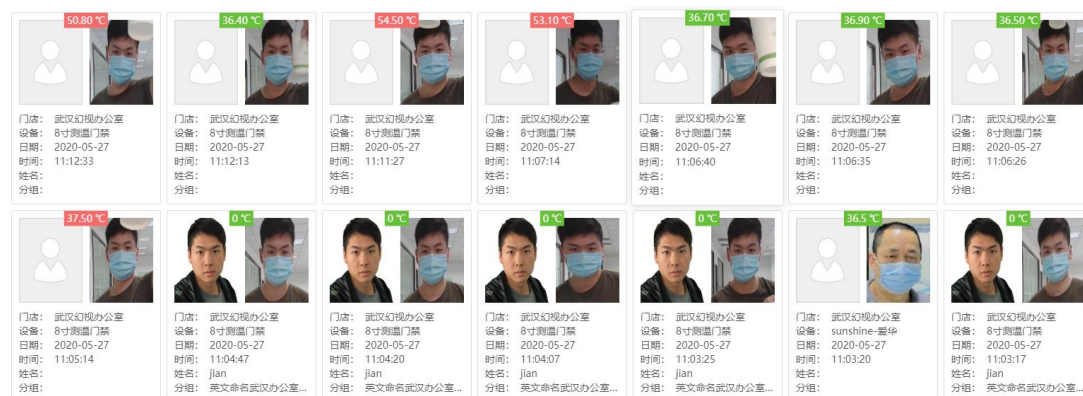 50.80 ℃
门店： 武汉幻视办公室
设备： 8寸测温门禁
日期： 2020-05-27
时间： 11:12:33
姓名：
分组：
36.40 ℃
门店： 武汉幻视办公室
设备： 8寸测温门禁
日期： 2020-05-27
时间： 11:12:13
姓名：
分组：
54.50 ℃
门店： 武汉幻视办公室
设备： 8寸测温门禁
日期： 2020-05-27
时间： 11:11:27
姓名：
分组：
53.10 ℃
门店： 武汉幻视办公室
设备： 8寸测温门禁
日期： 2020-05-27
时间： 11:07:14
姓名：
分组：
36.70 ℃
门店： 武汉幻视办公室
设备： 8寸测温门禁
日期： 2020-05-27
时间： 11:06:40
姓名：
分组：
36.90 ℃
门店： 武汉幻视办公室
设备： 8寸测温门禁
日期： 2020-05-27
时间： 11:06:35
姓名：
分组：
36.50 ℃
门店： 武汉幻视办公室
设备： 8寸测温门禁
日期： 2020-05-27
时间： 11:06:26
姓名：
分组：
37.50 ℃
门店： 武汉幻视办公室
设备： 8寸测温门禁
日期： 2020-05-27
时间： 11:05:14
姓名：
分组：
0 ℃
门店： 武汉幻视办公室
设备： 8寸测温门禁
日期： 2020-05-27
时间： 11:04:47
姓名： jian
分组： 英文命名武汉办公室...
0 ℃
门店： 武汉幻视办公室
设备： 8寸测温门禁
日期： 2020-05-27
时间： 11:04:20
姓名： jian
分组： 英文命名武汉办公室...
0 ℃
门店： 武汉幻视办公室
设备： 8寸测温门禁
日期： 2020-05-27
时间： 11:04:07
姓名： jian
分组： 英文命名武汉办公室...
0 ℃
门店： 武汉幻视办公室
设备： 8寸测温门禁
日期： 2020-05-27
时间： 11:03:25
姓名： jian
分组： 英文命名武汉办公室...
36.5 ℃
门店： 武汉幻视办公室
设备： sunshine-爱华
日期： 2020-05-27
时间： 11:03:20
姓名：
分组：
0 ℃
门店： 武汉幻视办公室
设备： 8寸测温门禁
日期： 2020-05-27
时间： 11:03:17
姓名： jian
分组： 英文命名武汉办公室...